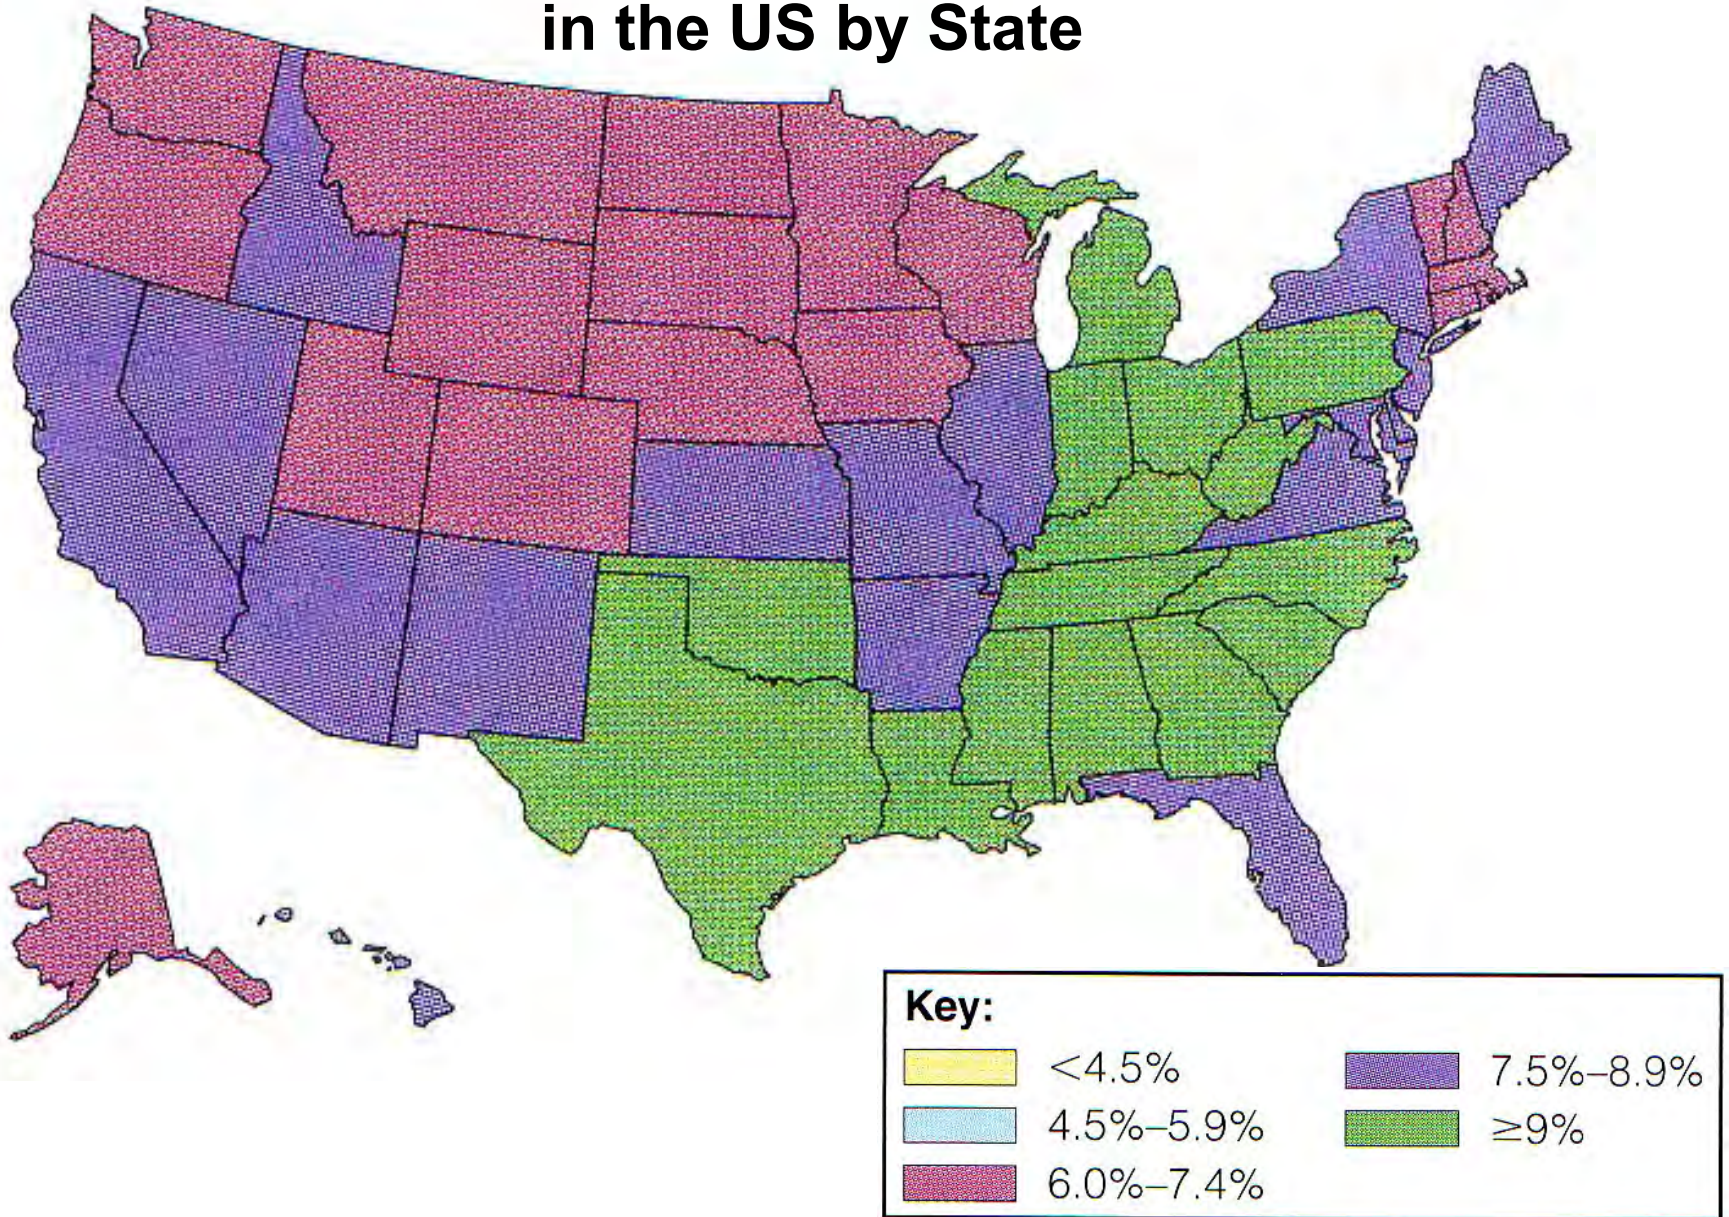 in the US by State
Key:
<4.5%
4.5%–5.9%
6.0%–7.4%
7.5%–8.9%
≥9%